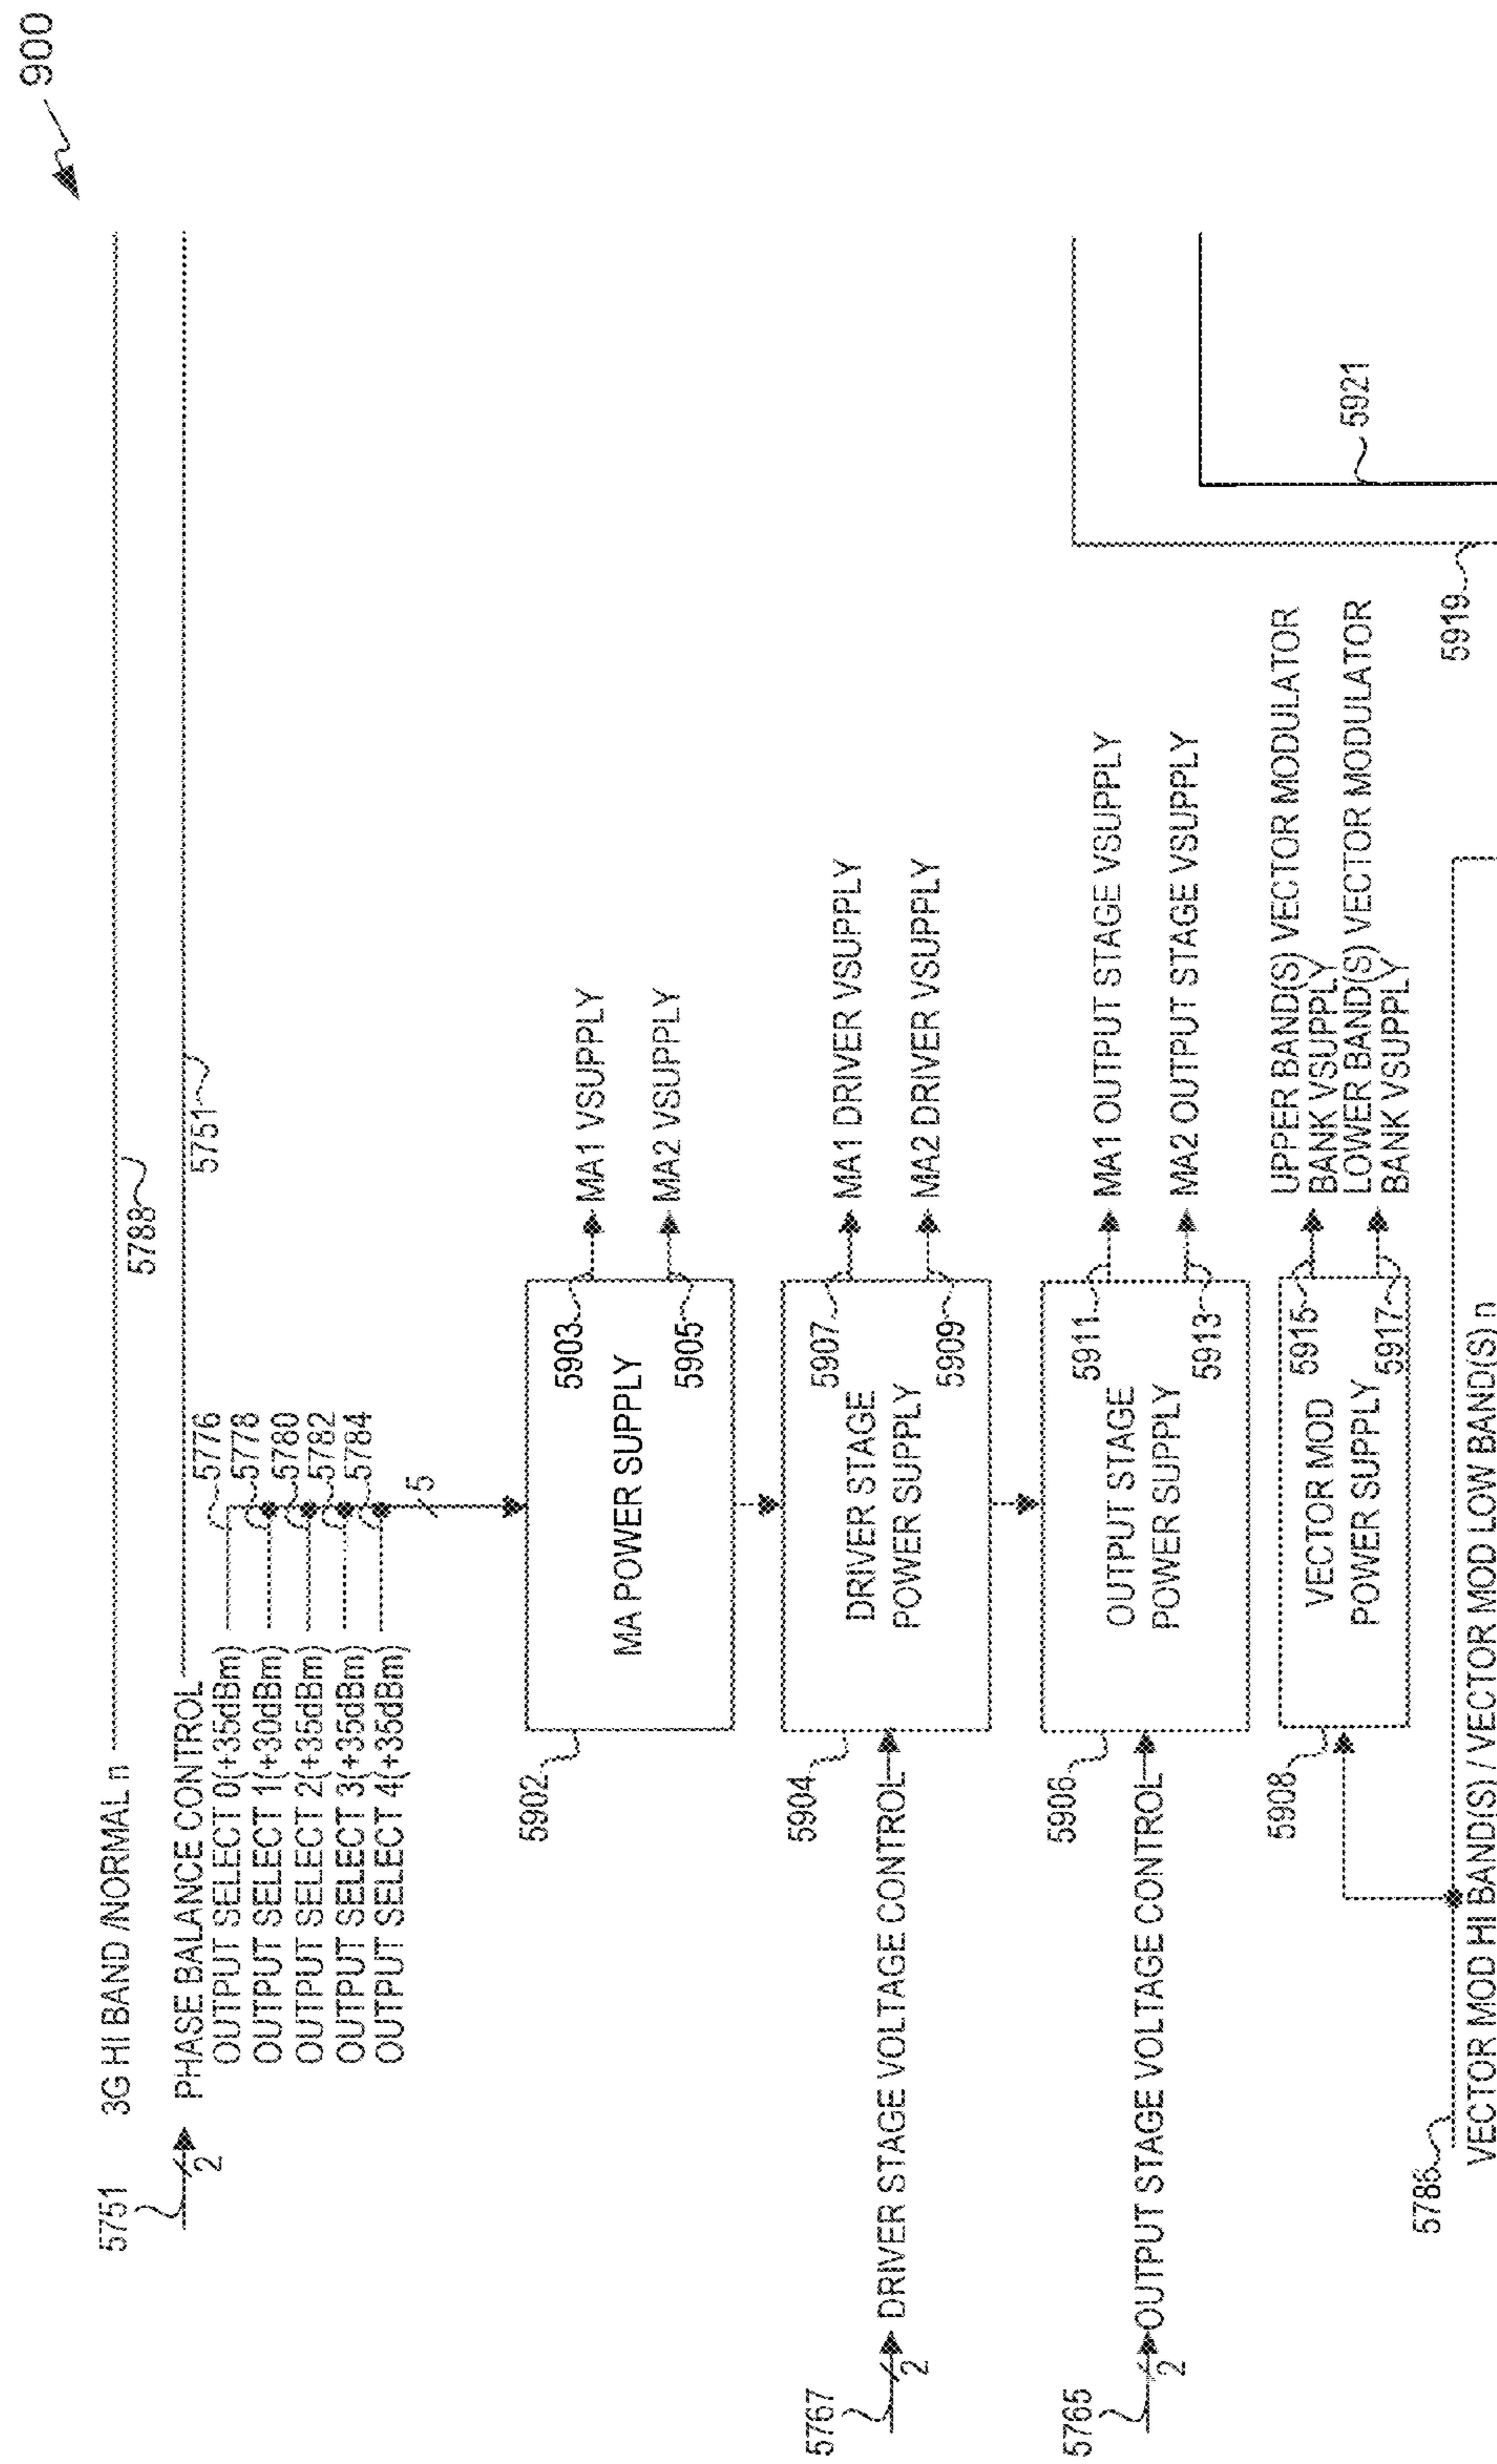 900
5751
3G HI BAND /NORMAL n
5788
2
PHASE BALANCE CONTROL
5751
OUTPUT SELECT 0(+35dBm)
5776
OUTPUT SELECT 1(+30dBm)
5778
OUTPUT SELECT 2(+35dBm)
5780
OUTPUT SELECT 3(+35dBm)
5782
OUTPUT SELECT 4(+35dBm)
5784
5
5902
MA POWER SUPPLY
5903
MA1 VSUPPLY
5905
MA2 VSUPPLY
5767
2
DRIVER STAGE VOLTAGE CONTROL
5904
DRIVER STAGE
POWER SUPPLY
5907
MA1 DRIVER VSUPPLY
5909
MA2 DRIVER VSUPPLY
5765
2
OUTPUT STAGE VOLTAGE CONTROL
5906
OUTPUT STAGE
POWER SUPPLY
5911
MA1 OUTPUT STAGE VSUPPLY
5913
MA2 OUTPUT STAGE VSUPPLY
5908
VECTOR MOD
POWER SUPPLY
5915
UPPER BAND(S) VECTOR MODULATOR
BANK VSUPPLY
5917
LOWER BAND(S) VECTOR MODULATOR
BANK VSUPPLY
5921
5919
5786
VECTOR MOD HI BAND(S) / VECTOR MOD LOW BAND(S) n